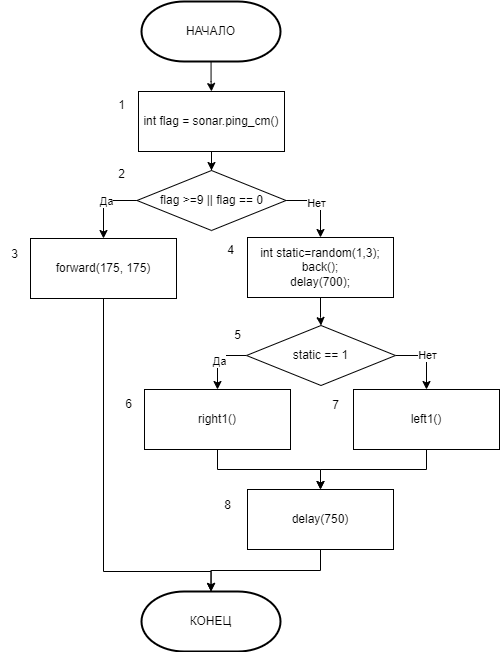 НАЧАЛО
1
int flag = sonar.ping_cm()
2
flag >=9 || flag == 0
Да
Нет
3
forward(175, 175)
4
int static=random(1,3);
back();
delay(700);
5
static == 1
Да
Нет
6
right1()
7
left1()
8
delay(750)
КОНЕЦ